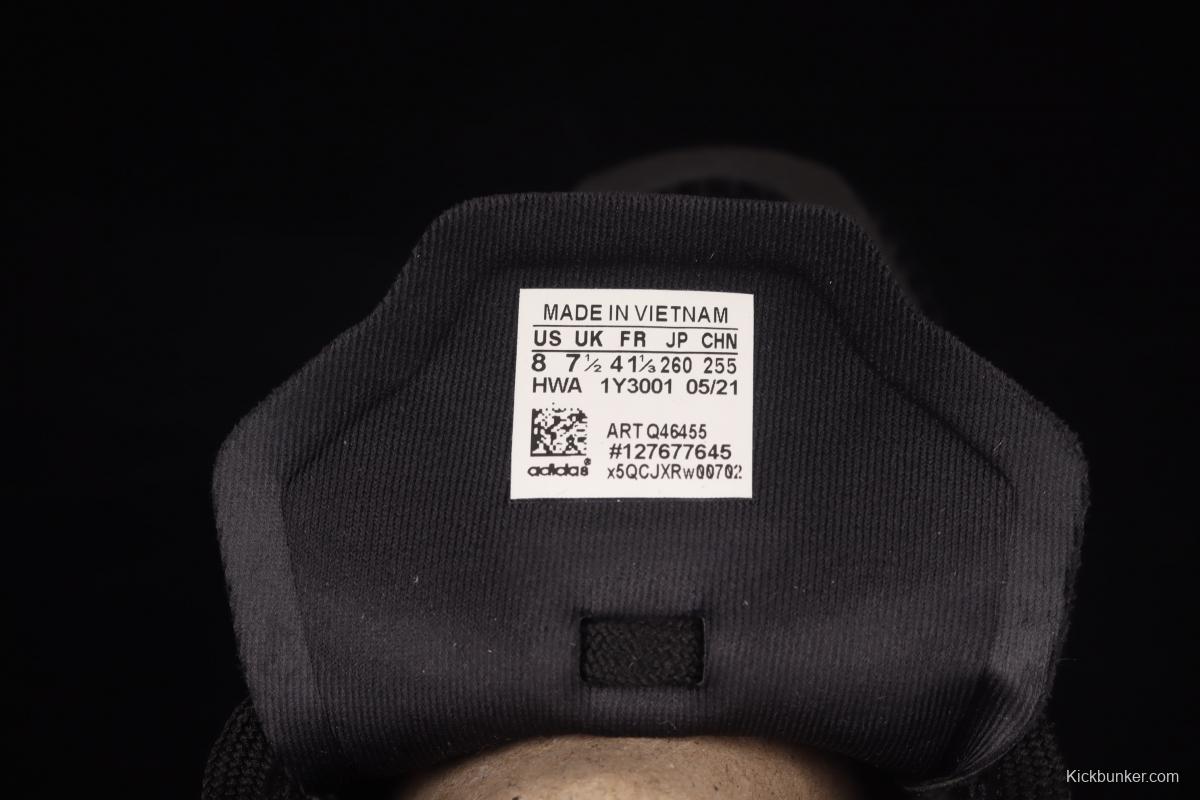 MADE IN VIETNAM
US UK FR JP CHN
8 7½ 41⅓ 260 255
HWA 1Y3001 05/21
ART Q46455
#127677645
adidas®
x5QCJXRw00702
Kickbunker.com